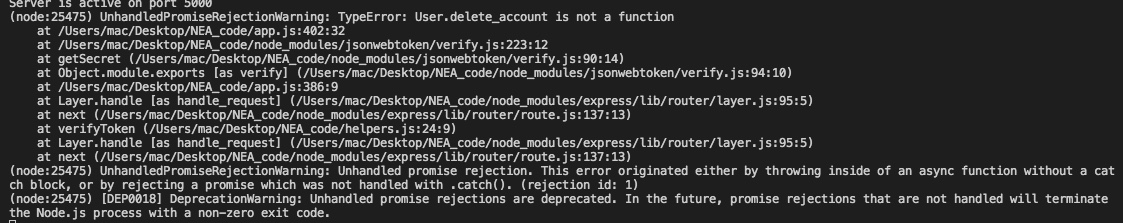 Server is active on port 5000
(node:25475) UnhandledPromiseRejectionWarning: TypeError: User.delete_account is not a function
    at /Users/mac/Desktop/NEA_code/app.js:402:32
    at /Users/mac/Desktop/NEA_code/node_modules/jsonwebtoken/verify.js:223:12
    at getSecret (/Users/mac/Desktop/NEA_code/node_modules/jsonwebtoken/verify.js:90:14)
    at Object.module.exports [as verify] (/Users/mac/Desktop/NEA_code/node_modules/jsonwebtoken/verify.js:94:10)
    at /Users/mac/Desktop/NEA_code/app.js:386:9
    at Layer.handle [as handle_request] (/Users/mac/Desktop/NEA_code/node_modules/express/lib/router/layer.js:95:5)
    at next (/Users/mac/Desktop/NEA_code/node_modules/express/lib/router/route.js:137:13)
    at verifyToken (/Users/mac/Desktop/NEA_code/helpers.js:24:9)
    at Layer.handle [as handle_request] (/Users/mac/Desktop/NEA_code/node_modules/express/lib/router/layer.js:95:5)
    at next (/Users/mac/Desktop/NEA_code/node_modules/express/lib/router/route.js:137:13)
(node:25475) UnhandledPromiseRejectionWarning: Unhandled promise rejection. This error originated either by throwing inside of an async function without a cat
ch block, or by rejecting a promise which was not handled with .catch(). (rejection id: 1)
(node:25475) [DEP0018] DeprecationWarning: Unhandled promise rejections are deprecated. In the future, promise rejections that are not handled will terminate
the Node.js process with a non-zero exit code.